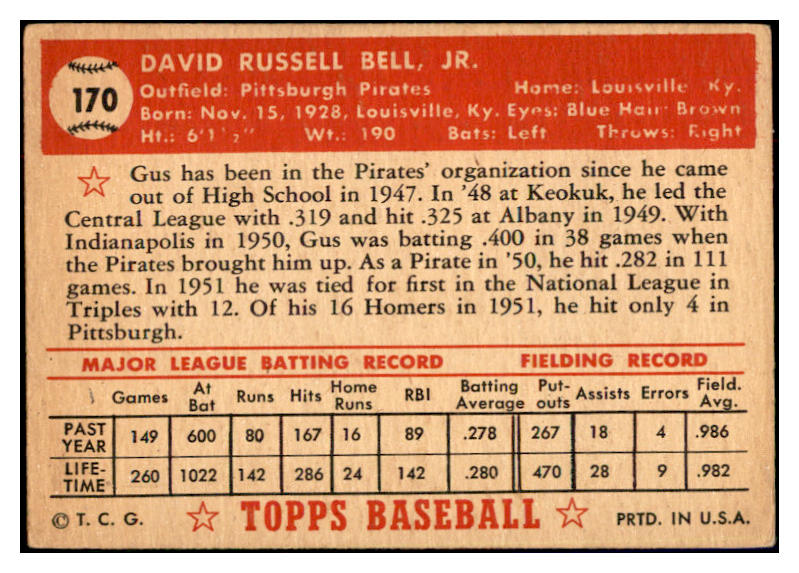 170
DAVID RUSSELL BELL, JR.
Outfield: Pittsburgh Pirates Home: Louisville Ky.
Born: Nov. 15, 1928, Louisville, Ky. Eyes: Blue Hair: Brown
Ht.: 6'1½" Wt.: 190 Bats: Left Throws: Right
Gus has been in the Pirates' organization since he came
out of High School in 1947. In '48 at Keokuk, he led the
Central League with .319 and hit .325 at Albany in 1949. With
Indianapolis in 1950, Gus was batting .400 in 38 games when
the Pirates brought him up. As a Pirate in '50, he hit .282 in 111
games. In 1951 he was tied for first in the National League in
Triples with 12. Of his 16 Homers in 1951, he hit only 4 in
Pittsburgh.
MAJOR LEAGUE BATTING RECORD FIELDING RECORD
Games At Bat Runs Hits Home Runs RBI Batting Average Put-outs Assists Errors Field. Avg.
PAST YEAR 149 600 80 167 16 89 .278 267 18 4 .986
LIFE-TIME 260 1022 142 286 24 142 .280 470 28 9 .982
© T. C. G. TOPPS BASEBALL PRTD. IN U.S.A.